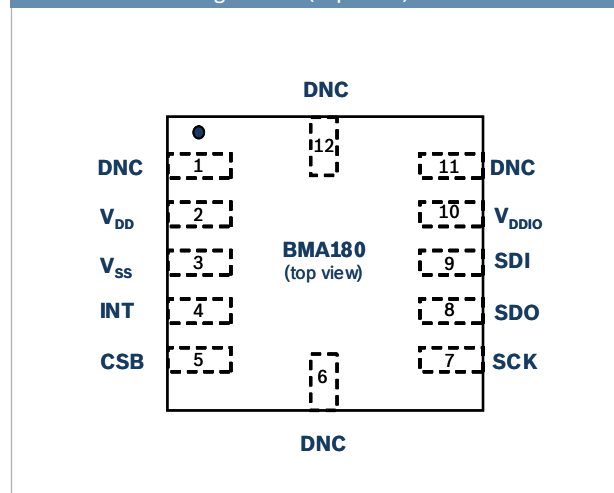 DNC
12
DNC 1 11 DNC
VDD 2 10 VDDIO
BMA180
(top view)
VSS 3 9 SDI
INT 4 8 SDO
CSB 5 7 SCK
6
DNC